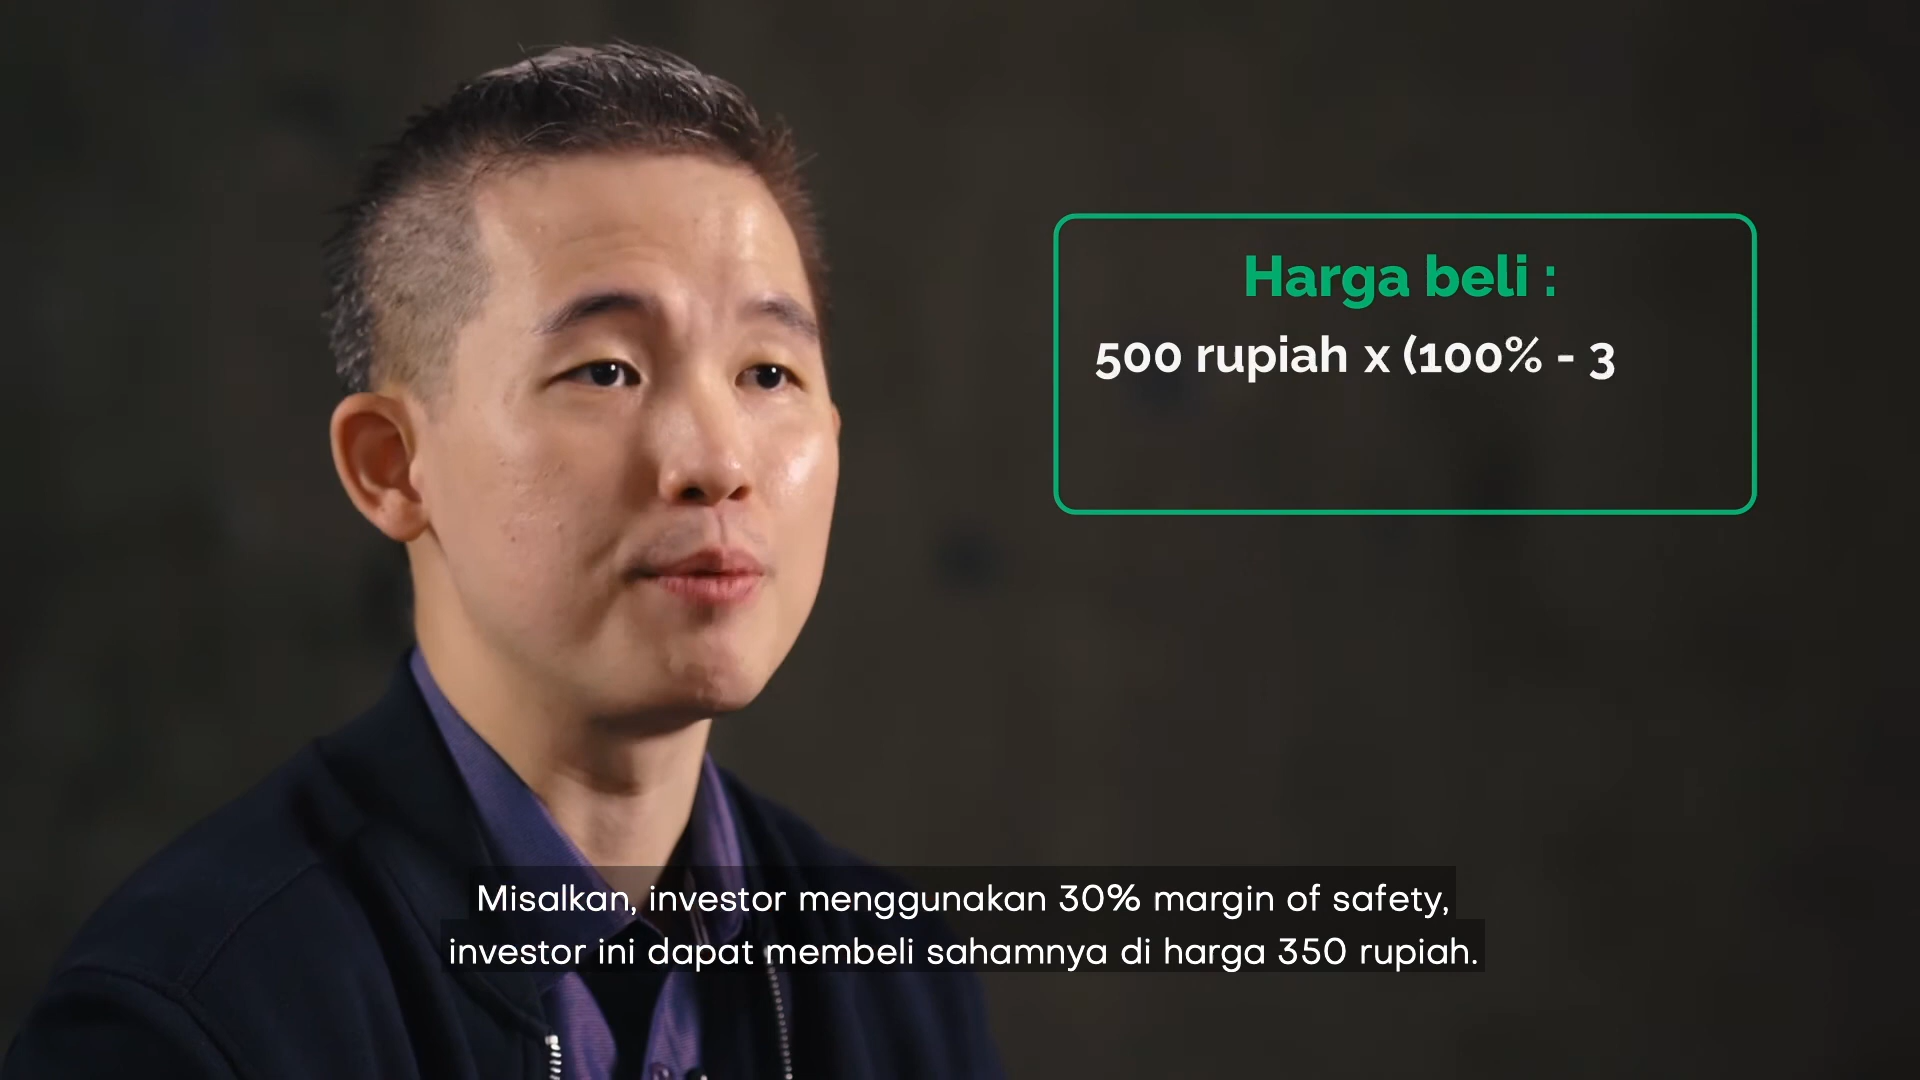 Harga beli :
500 rupiah x (100% - 3
Misalkan, investor menggunakan 30% margin of safety,
investor ini dapat membeli sahamnya di harga 350 rupiah.